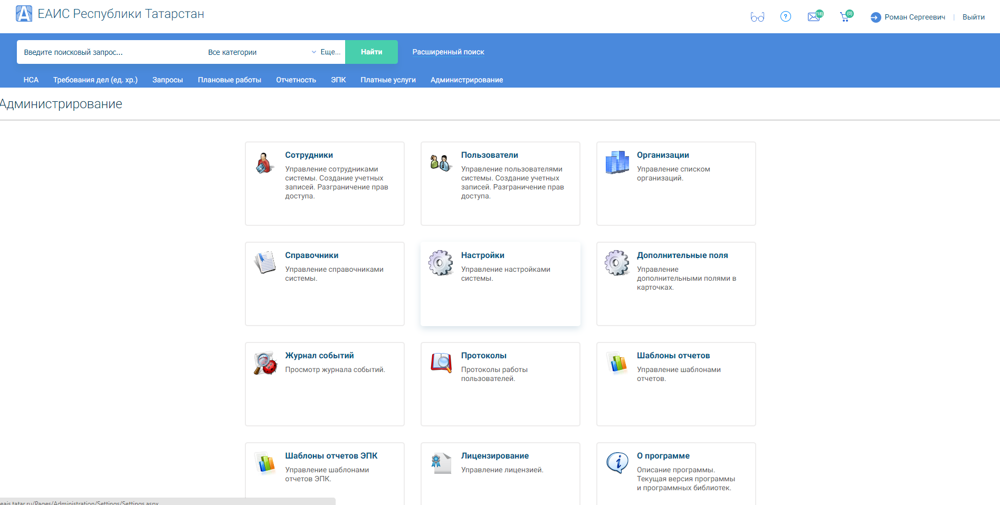 ЕАИС Республики Татарстан
(18)
(0)
Роман Сергеевич | Выйти
Введите поисковый запрос... Все категории Еще... Найти Расширенный поиск
НСА Требования дел (ед. хр.) Запросы Плановые работы Отчетность ЭПК Платные услуги Администрирование
Администрирование
Сотрудники
Управление сотрудниками
системы. Создание учетных
записей. Разграничение прав
доступа.
Пользователи
Управление пользователями
системы. Создание учетных
записей. Разграничение прав
доступа.
Организации
Управление списком
организаций.
Справочники
Управление справочниками
системы.
Настройки
Управление настройками
системы.
Дополнительные поля
Управление
дополнительными полями в
карточках.
Журнал событий
Просмотр журнала событий.
Протоколы
Протоколы работы
пользователей.
Шаблоны отчетов
Управление шаблонами
отчетов.
Шаблоны отчетов ЭПК
Управление шаблонами
отчетов ЭПК.
Лицензирование
Управление лицензией.
О программе
Описание программы.
Текущая версия программы
и программных библиотек.
eais.tatar.ru/Pages/Administration/Settings/Settings.aspx